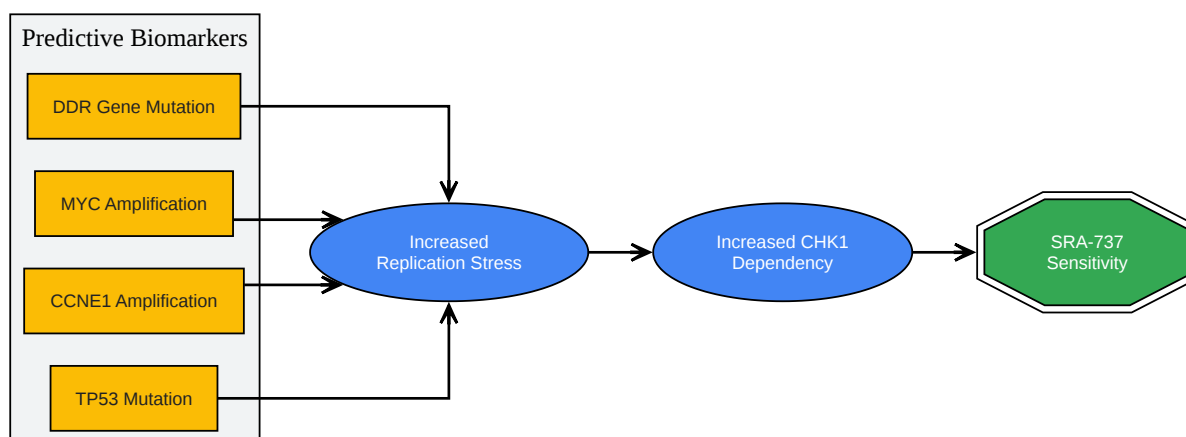 Predictive Biomarkers
DDR Gene Mutation
MYC Amplification
CCNE1 Amplification
TP53 Mutation
Increased
Replication Stress
Increased CHK1
Dependency
SRA-737
Sensitivity